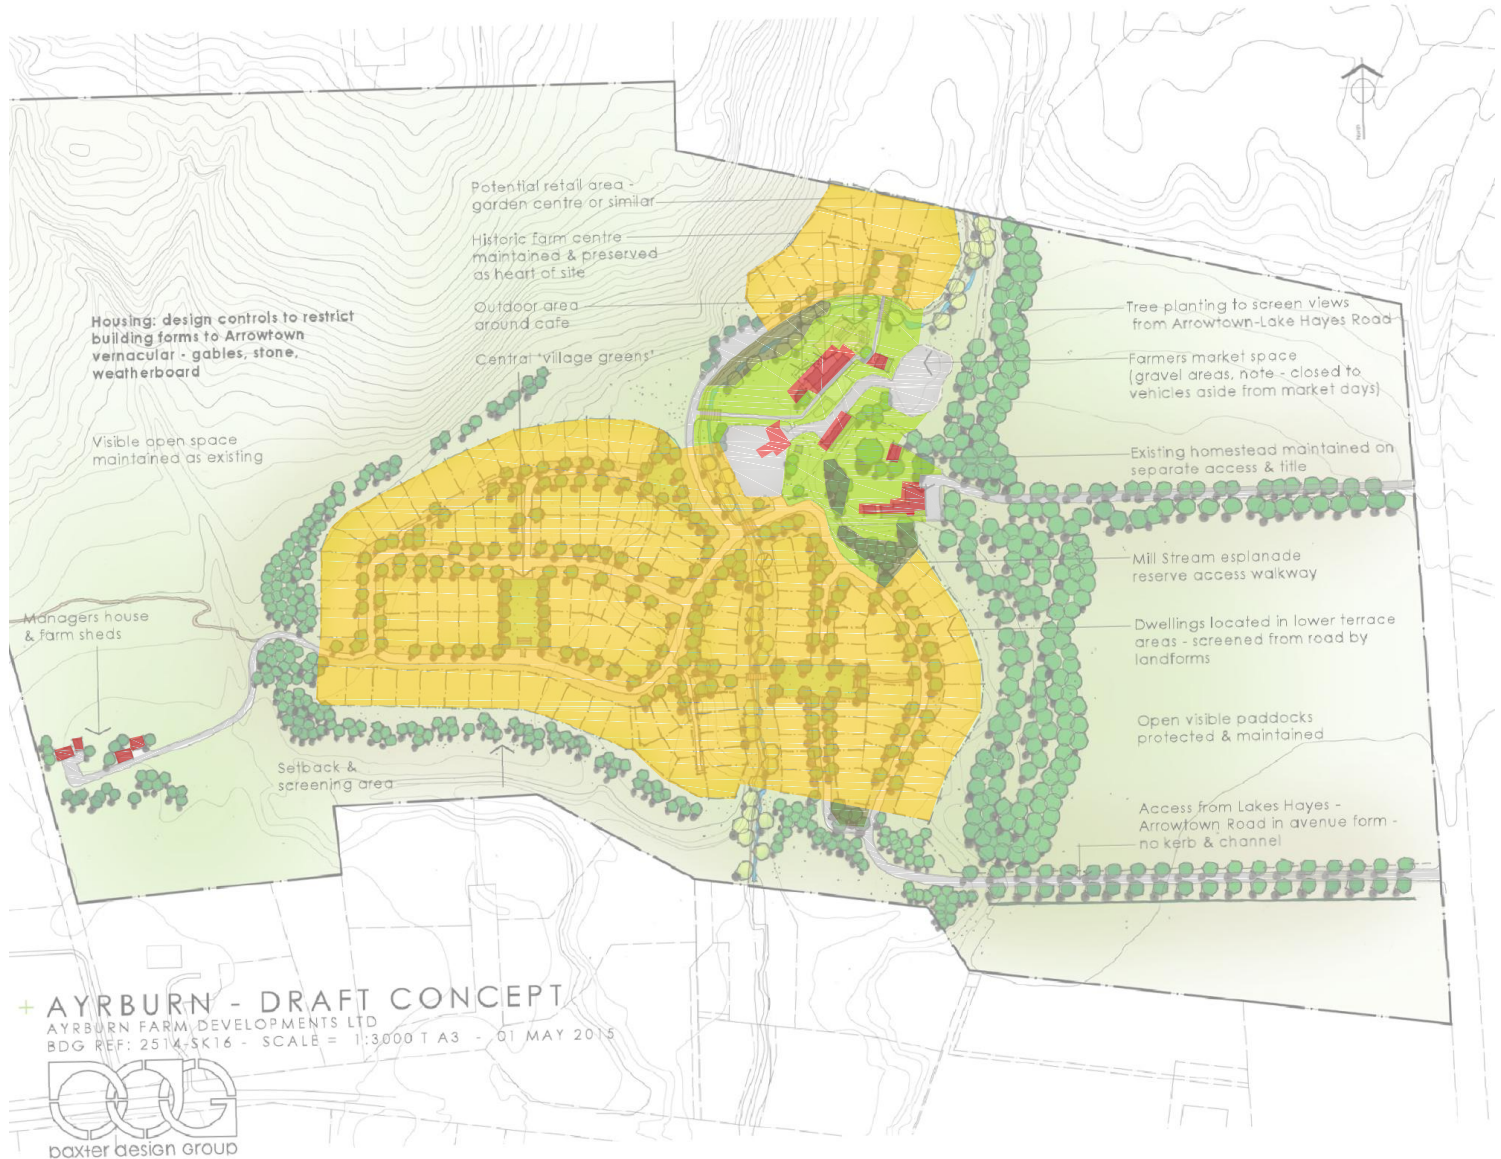 Potential retail area -
garden centre or similar
Historic farm centre
maintained & preserved
as heart of site
Outdoor area
around cafe
Central 'village greens'
Housing: design controls to restrict
building forms to Arrowtown
vernacular - gables, stone,
weatherboard
Visible open space
maintained as existing
Managers house
& farm sheds
Setback &
screening area
Tree planting to screen views
from Arrowtown-Lake Hayes Road
Farmers market space
(gravel areas, note - closed to
vehicles aside from market days)
Existing homestead maintained on
separate access & title
Mill Stream esplanade
reserve access walkway
Dwellings located in lower terrace
areas - screened from road by
landforms
Open visible paddocks
protected & maintained
Access from Lakes Hayes -
Arrowtown Road in avenue form -
no kerb & channel
+ AYRBURN - DRAFT CONCEPT
AYRBURN FARM DEVELOPMENTS LTD
BDG REF: 2514-SK16 - SCALE = 1:3000 T A3 - 01 MAY 2015
baxter design group